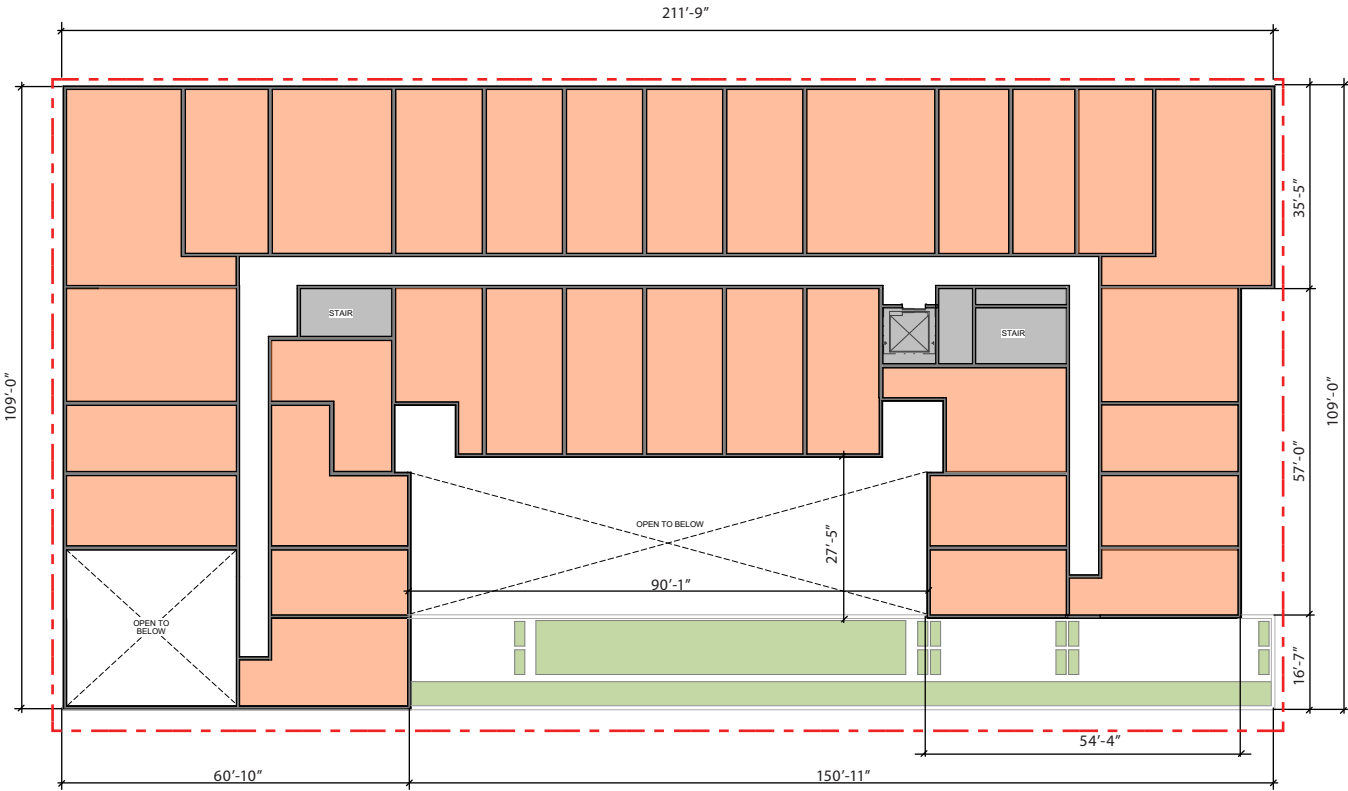 211’-9”
35’-5”
STAIR
STAIR
109’-0”
109’-0”
57’-0”
OPEN TO BELOW
27’-5”
90’-1”
OPEN TO
BELOW
16’-7”
54’-4”
60’-10”
150’-11”